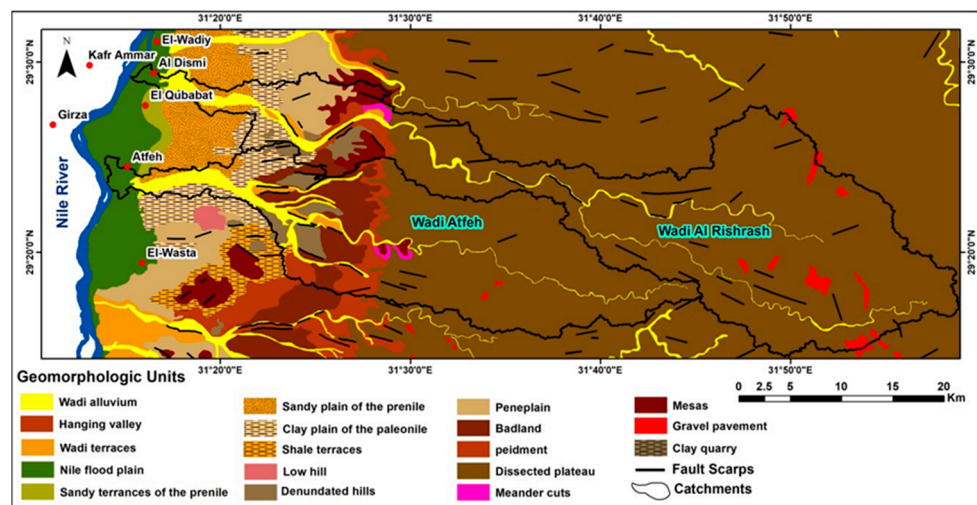 31°20'0"E
31°30'0"E
31°40'0"E
31°50'0"E
29°30'0"N
29°20'0"N
N
El-Wadiy
Kafr Ammar
Al Dismi
El Qubabat
Girza
Atfeh
Nile River
El-Wasta
Wadi Atfeh
Wadi Al Rishrash
29°30'0"N
29°20'0"N
31°20'0"E
31°30'0"E
31°40'0"E
31°50'0"E
Geomorphologic Units
Wadi alluvium
Hanging valley
Wadi terraces
Nile flood plain
Sandy terrances of the prenile
Sandy plain of the prenile
Clay plain of the paleonile
Shale terraces
Low hill
Denundated hills
Peneplain
Badland
peidment
Dissected plateau
Meander cuts
Mesas
Gravel pavement
Clay quarry
Fault Scarps
Catchments
0 2.5 5 10 15 20
Km